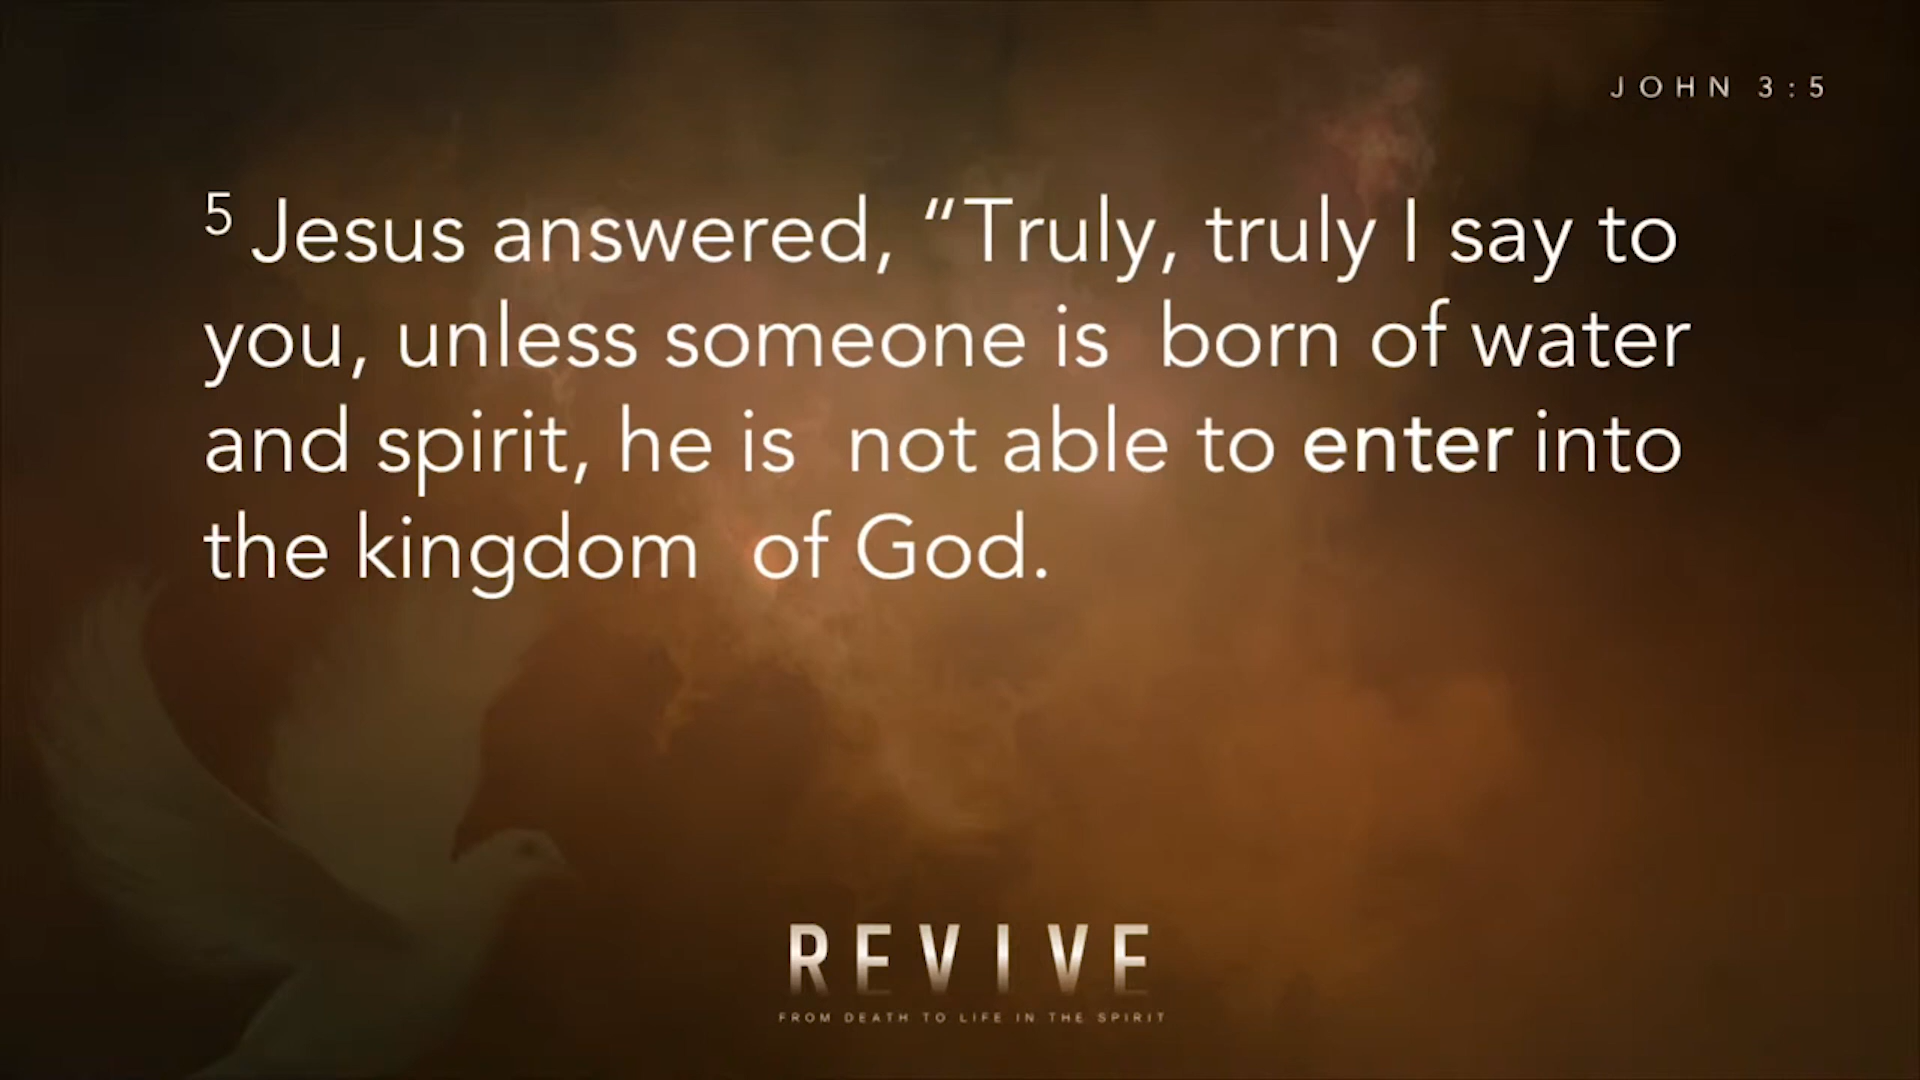 JOHN 3:5
5 Jesus answered, “Truly, truly I say to
you, unless someone is born of water
and spirit, he is not able to enter into
the kingdom of God.
REVIVE
FROM DEATH TO LIFE IN THE SPIRIT